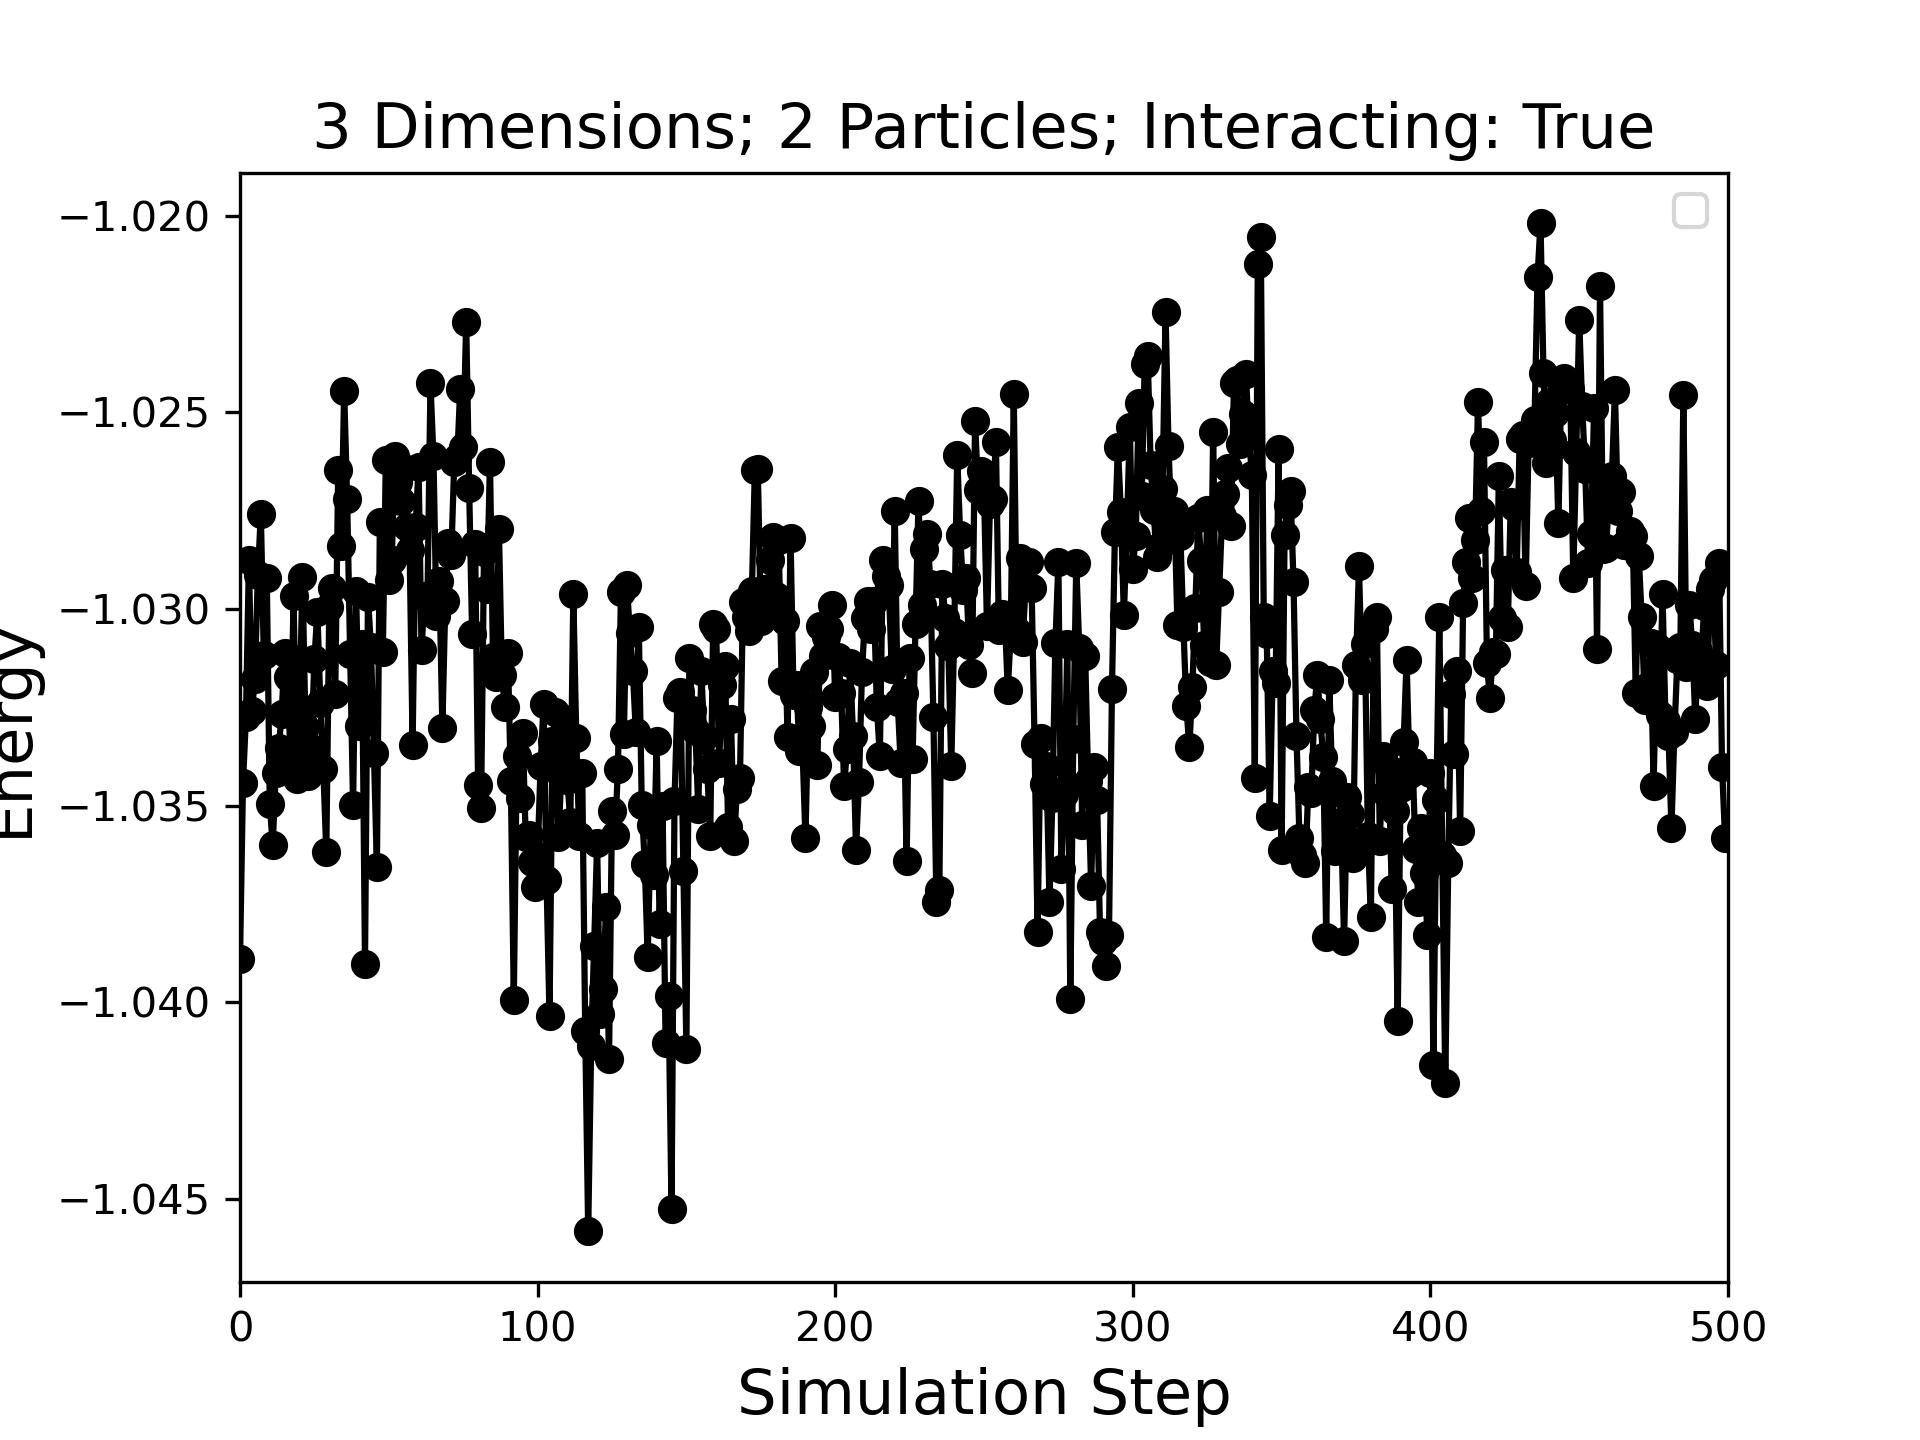 3 Dimensions; 2 Particles; Interacting: True
−1.020
−1.025
−1.030
−1.035
−1.040
−1.045
Energy
0 100 200 300 400 500
Simulation Step